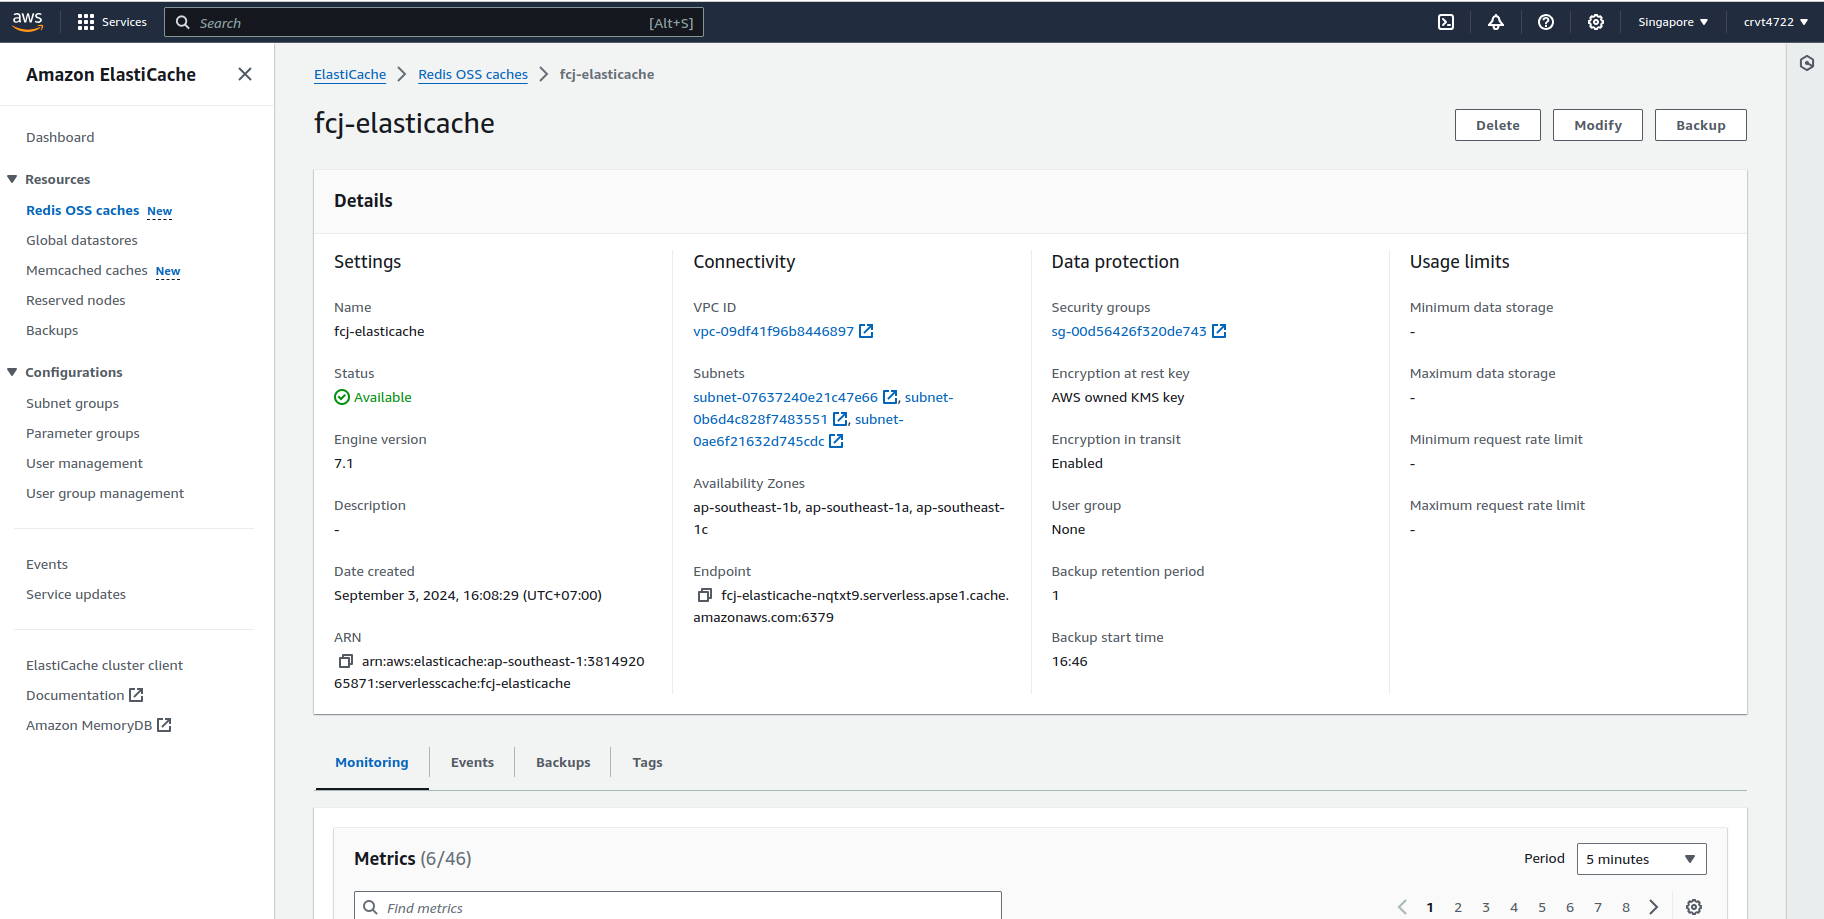 aws
Services
Search
[Alt+S]
Singapore
crvt4722
Amazon ElastiCache
Dashboard
Resources
Redis OSS caches New
Global datastores
Memcached caches New
Reserved nodes
Backups
Configurations
Subnet groups
Parameter groups
User management
User group management
Events
Service updates
ElastiCache cluster client
Documentation
Amazon MemoryDB
ElastiCache
Redis OSS caches
fcj-elasticache
fcj-elasticache
Delete
Modify
Backup
Details
Settings
Name
fcj-elasticache
Status
Available
Engine version
7.1
Description
-
Date created
September 3, 2024, 16:08:29 (UTC+07:00)
ARN
arn:aws:elasticache:ap-southeast-1:3814920
65871:serverlesscache:fcj-elasticache
Connectivity
VPC ID
vpc-09df41f96b8446897
Subnets
subnet-07637240e21c47e66 , subnet-
0b6d4c828f7483551 , subnet-
0ae6f21632d745cdc
Availability Zones
ap-southeast-1b, ap-southeast-1a, ap-southeast-
1c
Endpoint
fcj-elasticache-nqtxt9.serverless.apse1.cache.
amazonaws.com:6379
Data protection
Security groups
sg-00d56426f320de743
Encryption at rest key
AWS owned KMS key
Encryption in transit
Enabled
User group
None
Backup retention period
1
Backup start time
16:46
Usage limits
Minimum data storage
-
Maximum data storage
-
Minimum request rate limit
-
Maximum request rate limit
-
Monitoring
Events
Backups
Tags
Metrics (6/46)
Period
5 minutes
Find metrics
1 2 3 4 5 6 7 8